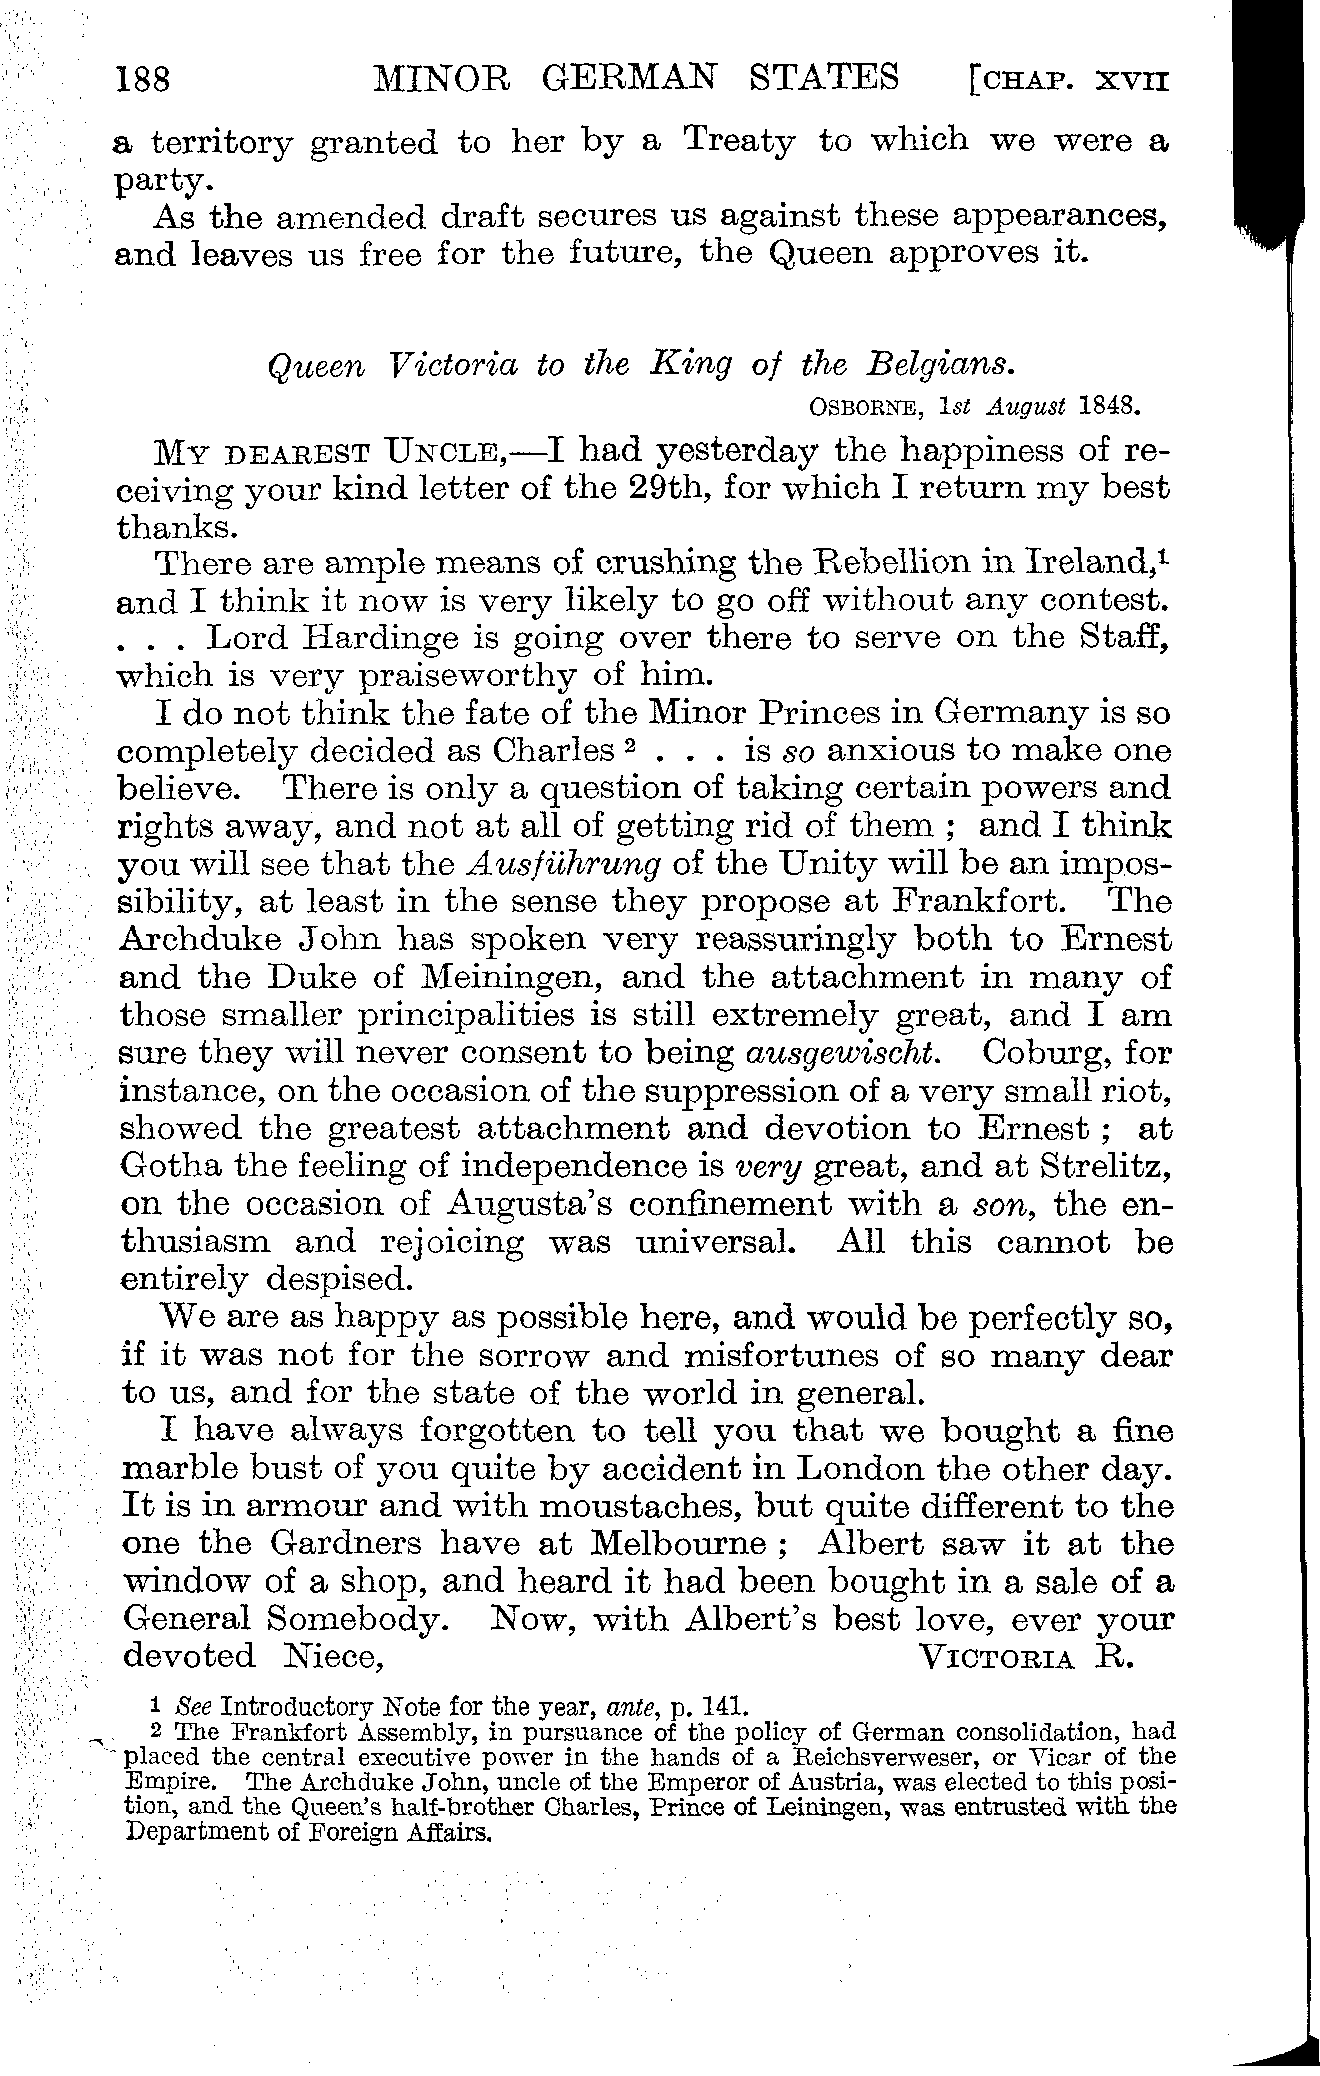 188 MINOR GERMAN STATES [CHAP. XVII
a territory granted to her by a Treaty to which we were a
party.
As the amended draft secures us against these appearances,
and leaves us free for the future, the Queen approves it.
Queen Victoria to the King of the Belgians.
OSBORNE, 1st August 1848.
MY DEAREST UNCLE,—I had yesterday the happiness of re-
ceiving your kind letter of the 29th, for which I return my best
thanks.
There are ample means of crushing the Rebellion in Ireland,¹
and I think it now is very likely to go off without any contest.
. . . Lord Hardinge is going over there to serve on the Staff,
which is very praiseworthy of him.
I do not think the fate of the Minor Princes in Germany is so
completely decided as Charles ² . . . is so anxious to make one
believe. There is only a question of taking certain powers and
rights away, and not at all of getting rid of them ; and I think
you will see that the Ausführung of the Unity will be an impos-
sibility, at least in the sense they propose at Frankfort. The
Archduke John has spoken very reassuringly both to Ernest
and the Duke of Meiningen, and the attachment in many of
those smaller principalities is still extremely great, and I am
sure they will never consent to being ausgewischt. Coburg, for
instance, on the occasion of the suppression of a very small riot,
showed the greatest attachment and devotion to Ernest ; at
Gotha the feeling of independence is very great, and at Strelitz,
on the occasion of Augusta's confinement with a son, the en-
thusiasm and rejoicing was universal. All this cannot be
entirely despised.
We are as happy as possible here, and would be perfectly so,
if it was not for the sorrow and misfortunes of so many dear
to us, and for the state of the world in general.
I have always forgotten to tell you that we bought a fine
marble bust of you quite by accident in London the other day.
It is in armour and with moustaches, but quite different to the
one the Gardners have at Melbourne ; Albert saw it at the
window of a shop, and heard it had been bought in a sale of a
General Somebody. Now, with Albert's best love, ever your
devoted Niece, VICTORIA R.
1 See Introductory Note for the year, ante, p. 141.
2 The Frankfort Assembly, in pursuance of the policy of German consolidation, had
placed the central executive power in the hands of a Reichsverweser, or Vicar of the
Empire. The Archduke John, uncle of the Emperor of Austria, was elected to this posi-
tion, and the Queen's half-brother Charles, Prince of Leiningen, was entrusted with the
Department of Foreign Affairs.